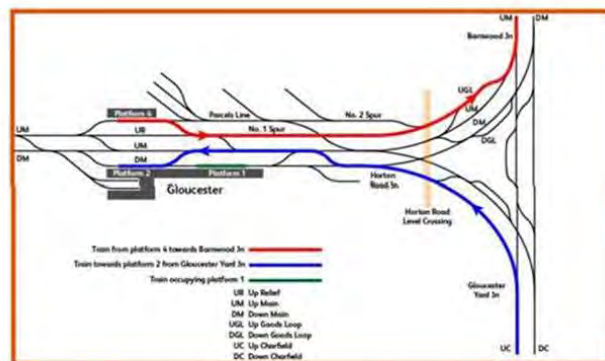 UM
DM
Barnwood Jn
UGL
UM
DM
DGL
Platform 4
Parcels Line
No. 2 Spur
UM
UR
No. 1 Spur
UM
DM
DM
Platform 2
Platform 1
Gloucester
Horton
Road Jn
Horton Road
Level Crossing
Gloucester
Yard Jn
Train from platform 4 towards Barnwood Jn
Train towards platform 2 from Gloucester Yard Jn
Train occupying platform 1
UR Up Relief
UM Up Main
DM Down Main
UGL Up Goods Loop
DGL Down Goods Loop
UC Up Charfield
DC Down Charfield
UC
DC